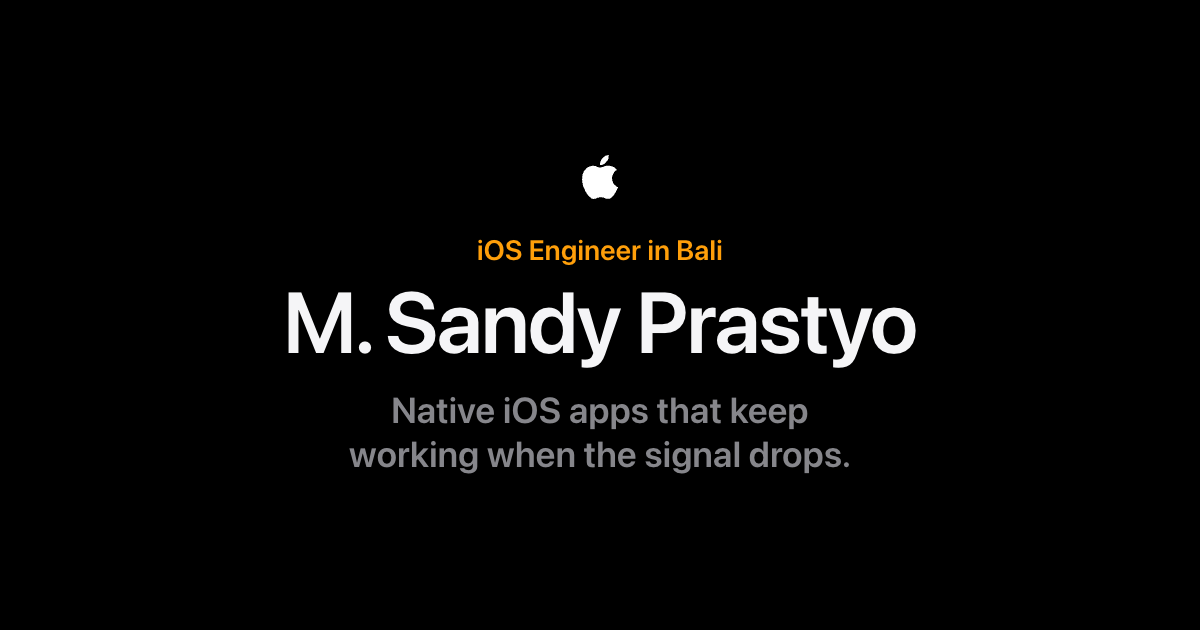 iOS Engineer in Bali
M. Sandy Prastyo
Native iOS apps that keep
working when the signal drops.